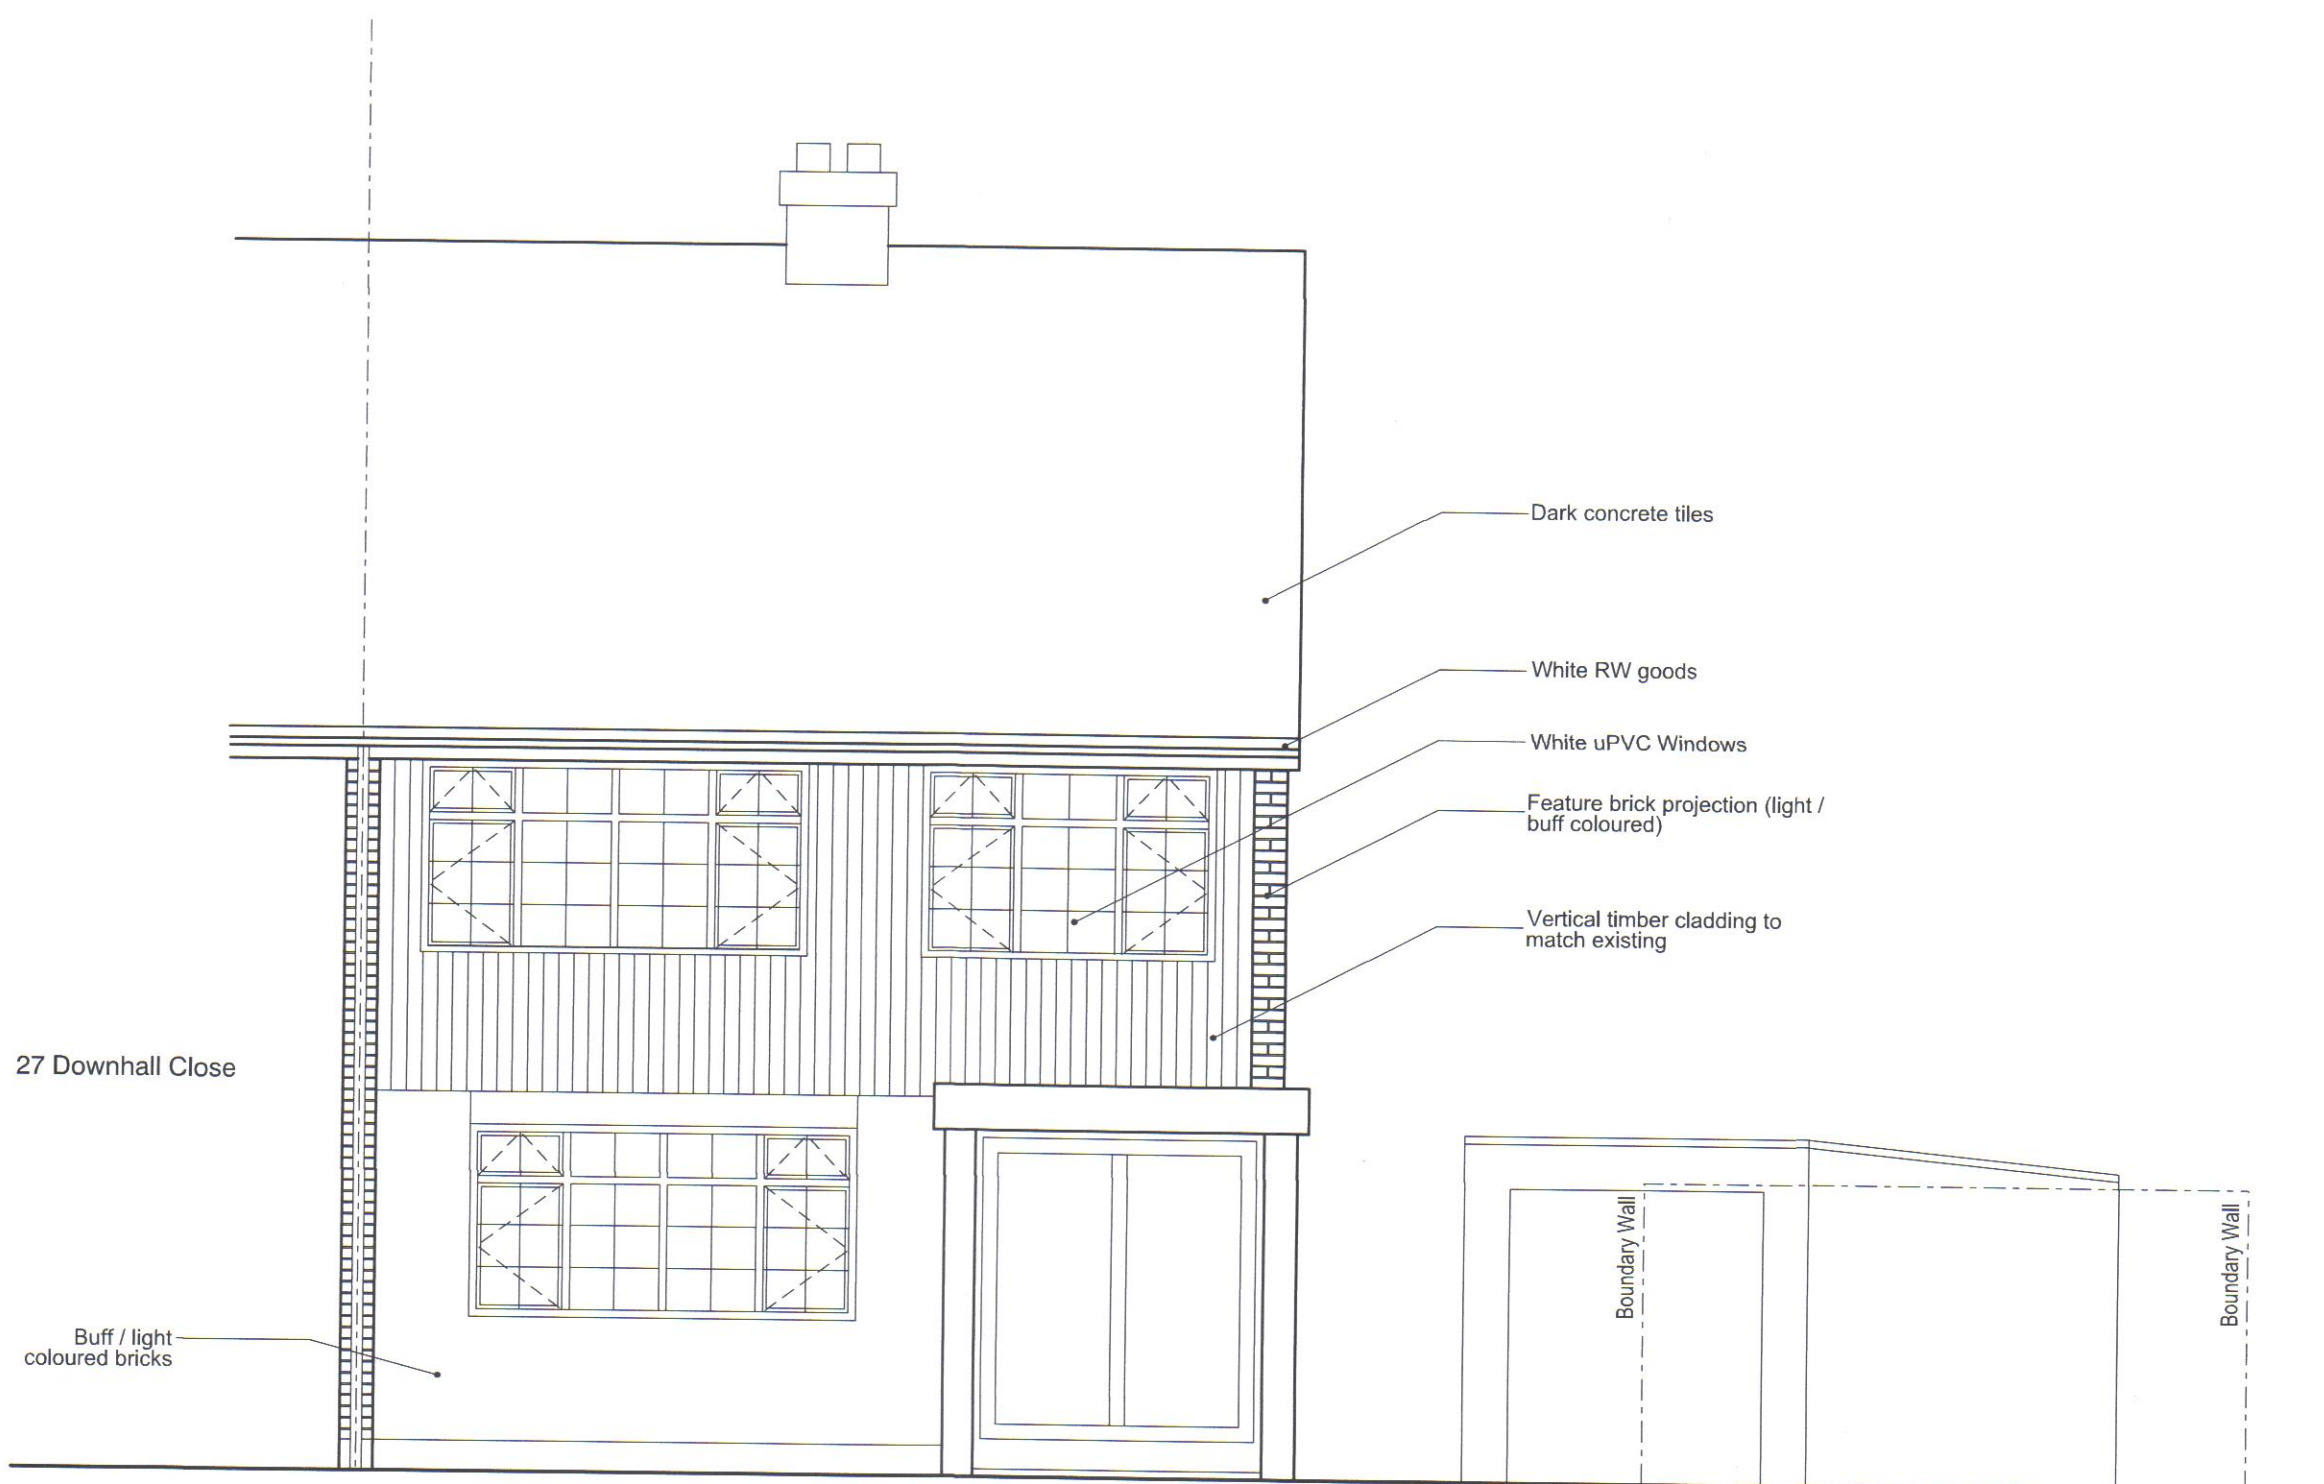 Dark concrete tiles
White RW goods
White uPVC Windows
Feature brick projection (light /
buff coloured)
Vertical timber cladding to
match existing
27 Downhall Close
Boundary Wall
Boundary Wall
Buff / light
coloured bricks